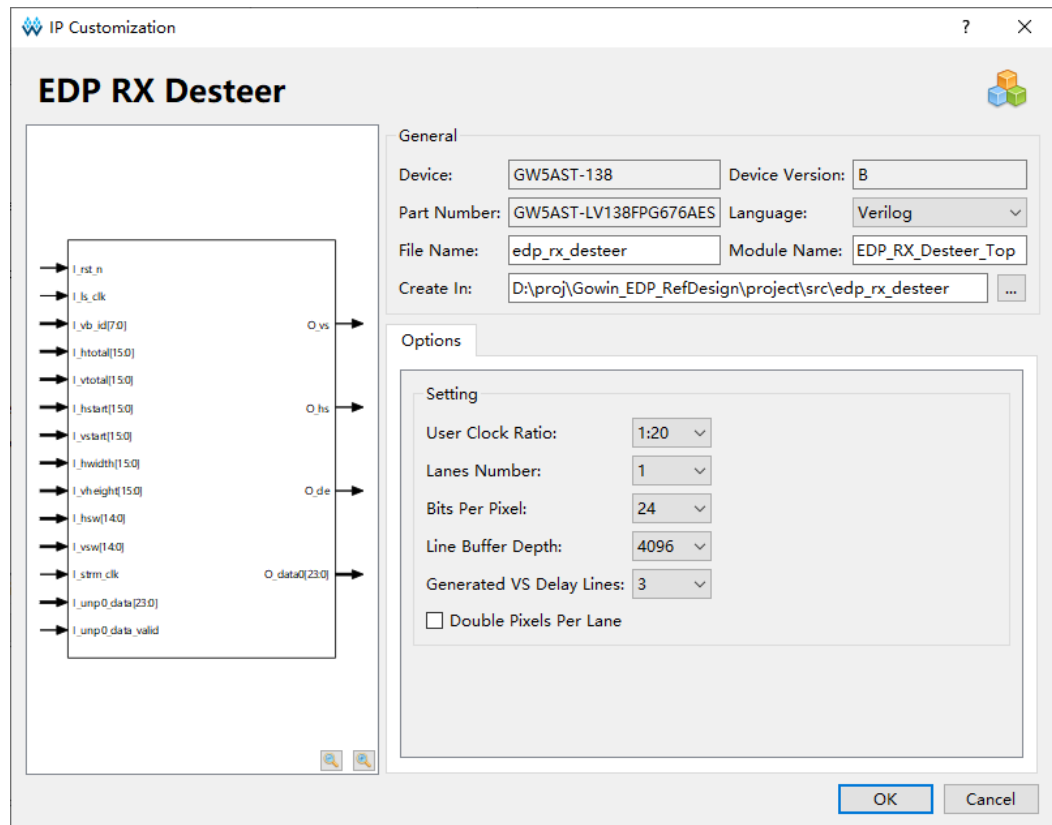 IP Customization
?
EDP RX Desteer
I_rst_n
I_ls_clk
I_vb_id[7:0]
O_vs
I_htotal[15:0]
I_vtotal[15:0]
I_hstart[15:0]
O_hs
I_vstart[15:0]
I_hwidth[15:0]
I_vheight[15:0]
O_de
I_hsw[14:0]
I_vsw[14:0]
I_strm_clk
O_data0[23:0]
I_unp0_data[23:0]
I_unp0_data_valid
General
Device: GW5AST-138 Device Version: B
Part Number: GW5AST-LV138FPG676AES Language: Verilog
File Name: edp_rx_desteer Module Name: EDP_RX_Desteer_Top
Create In: D:\proj\Gowin_EDP_RefDesign\project\src\edp_rx_desteer ...
Options
Setting
User Clock Ratio: 1:20
Lanes Number: 1
Bits Per Pixel: 24
Line Buffer Depth: 4096
Generated VS Delay Lines: 3
Double Pixels Per Lane
OK Cancel